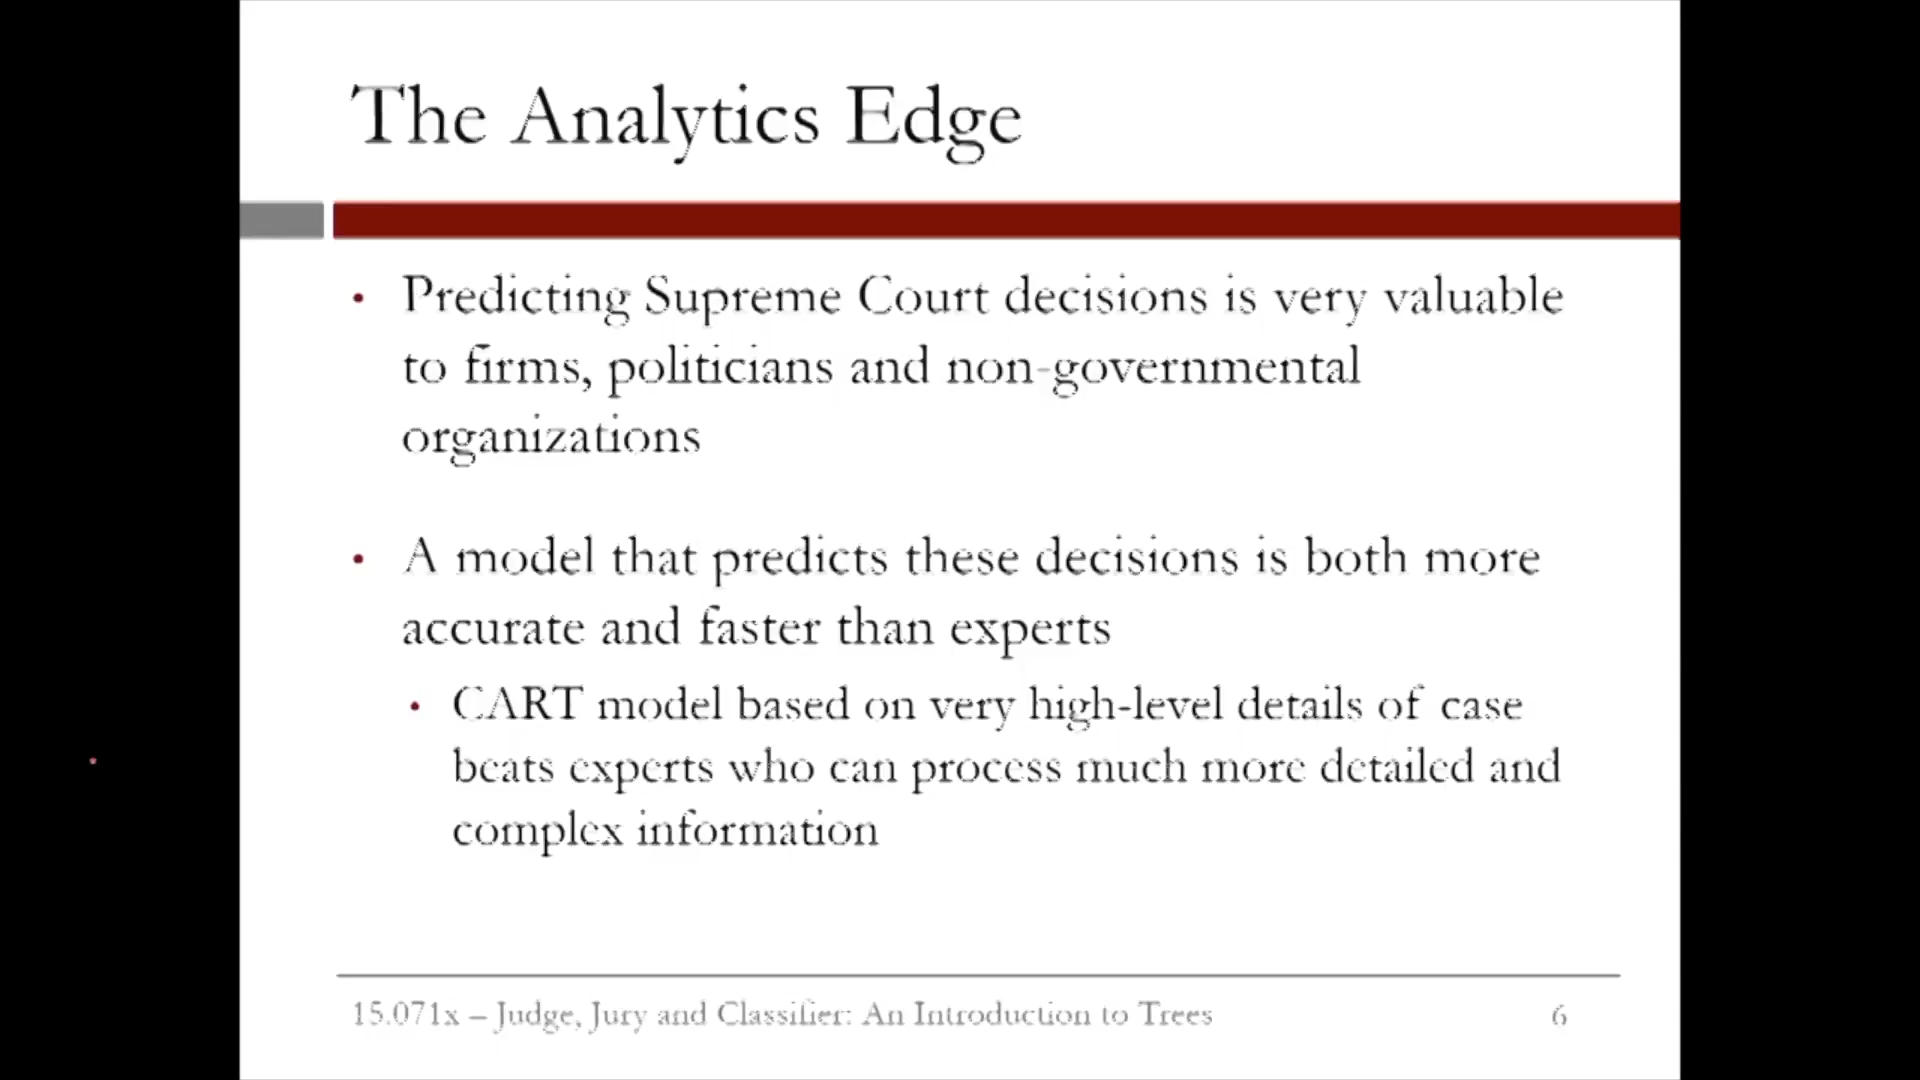 The Analytics Edge
• Predicting Supreme Court decisions is very valuable
to firms, politicians and non-governmental
organizations
• A model that predicts these decisions is both more
accurate and faster than experts
• CART model based on very high-level details of case
beats experts who can process much more detailed and
complex information
15.071x – Judge, Jury and Classifier: An Introduction to Trees 6